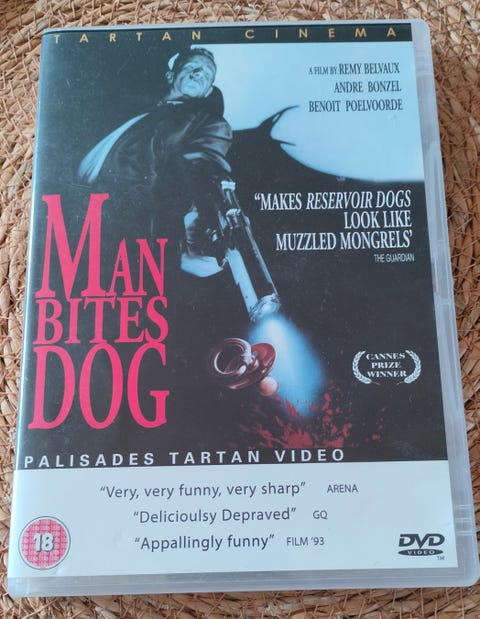 TARTAN CINEMA
A FILM BY REMY BELVAUX
ANDRE BONZEL
BENOIT POELVOORDE
"MAKES RESERVOIR DOGS
LOOK LIKE
MUZZLED MONGRELS'
THE GUARDIAN
MAN
BITES
DOG
CANNES
PRIZE
WINNER
PALISADES TARTAN VIDEO
"Very, very funny, very sharp" ARENA
"Delicioulsy Depraved" GQ
"Appallingly funny" FILM '93
18
DVD
VIDEO
TM